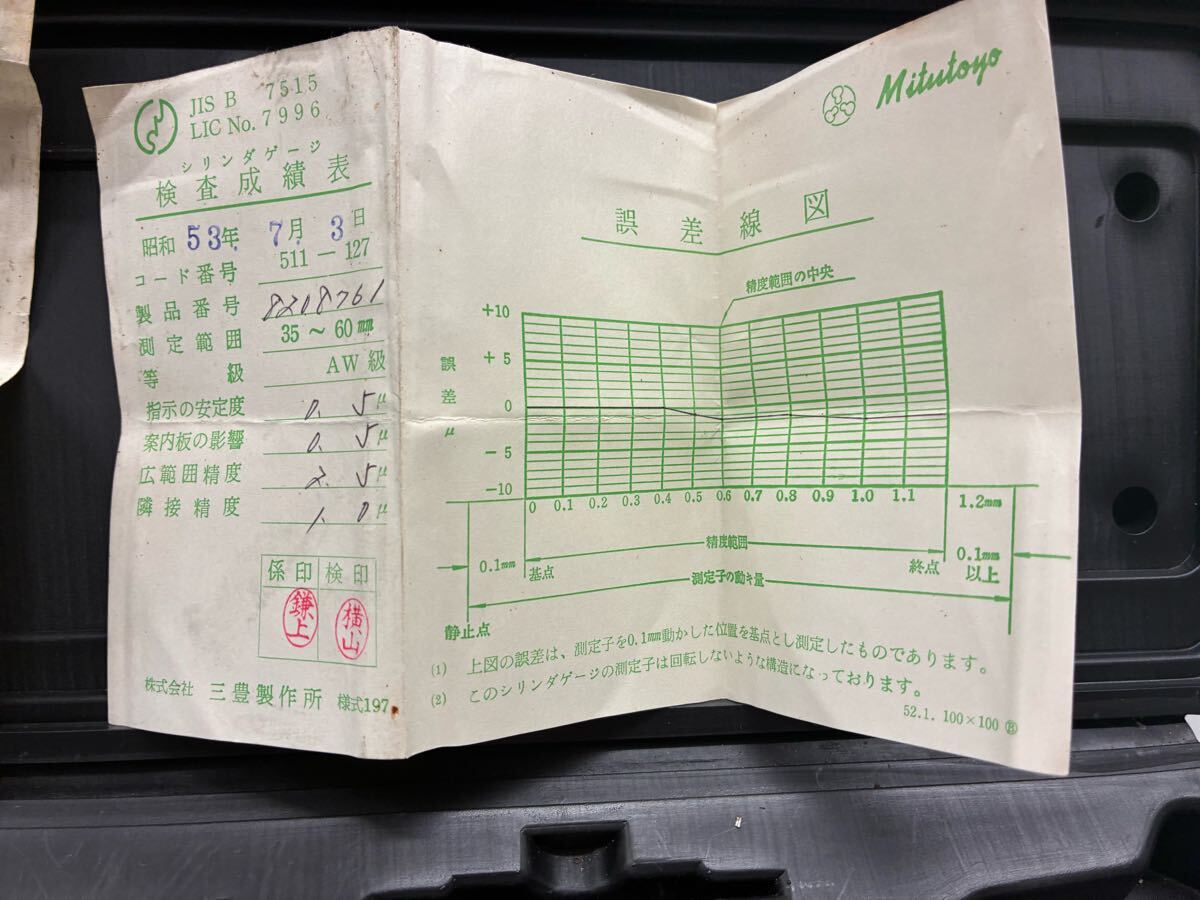 JIS B 7515
LIC No. 7996
シリンダゲージ
検査成績表
昭和 53年 7月 3日
コード番号 511-127
製品番号 8208761
測定範囲 35～60mm
等級 AW級
指示の安定度 0.5μ
案内板の影響 0.5μ
広範囲精度 2.5μ
隣接精度 1.0μ
係印 検印
鎌上 横山
株式会社 三豊製作所 様式197
Mitutoyo
誤差線図
精度範囲の中央
誤差μ
+10
+5
0
-5
-10
0 0.1 0.2 0.3 0.4 0.5 0.6 0.7 0.8 0.9 1.0 1.1 1.2mm
精度範囲
0.1mm 基点 終点 0.1mm以上
測定子の動キ量
静止点
(1) 上図の誤差は、測定子を0.1mm動かした位置を基点とし測定したものであります。
(2) このシリンダゲージの測定子は回転しないような構造になっております。
52.1. 100×100 Ⓑ